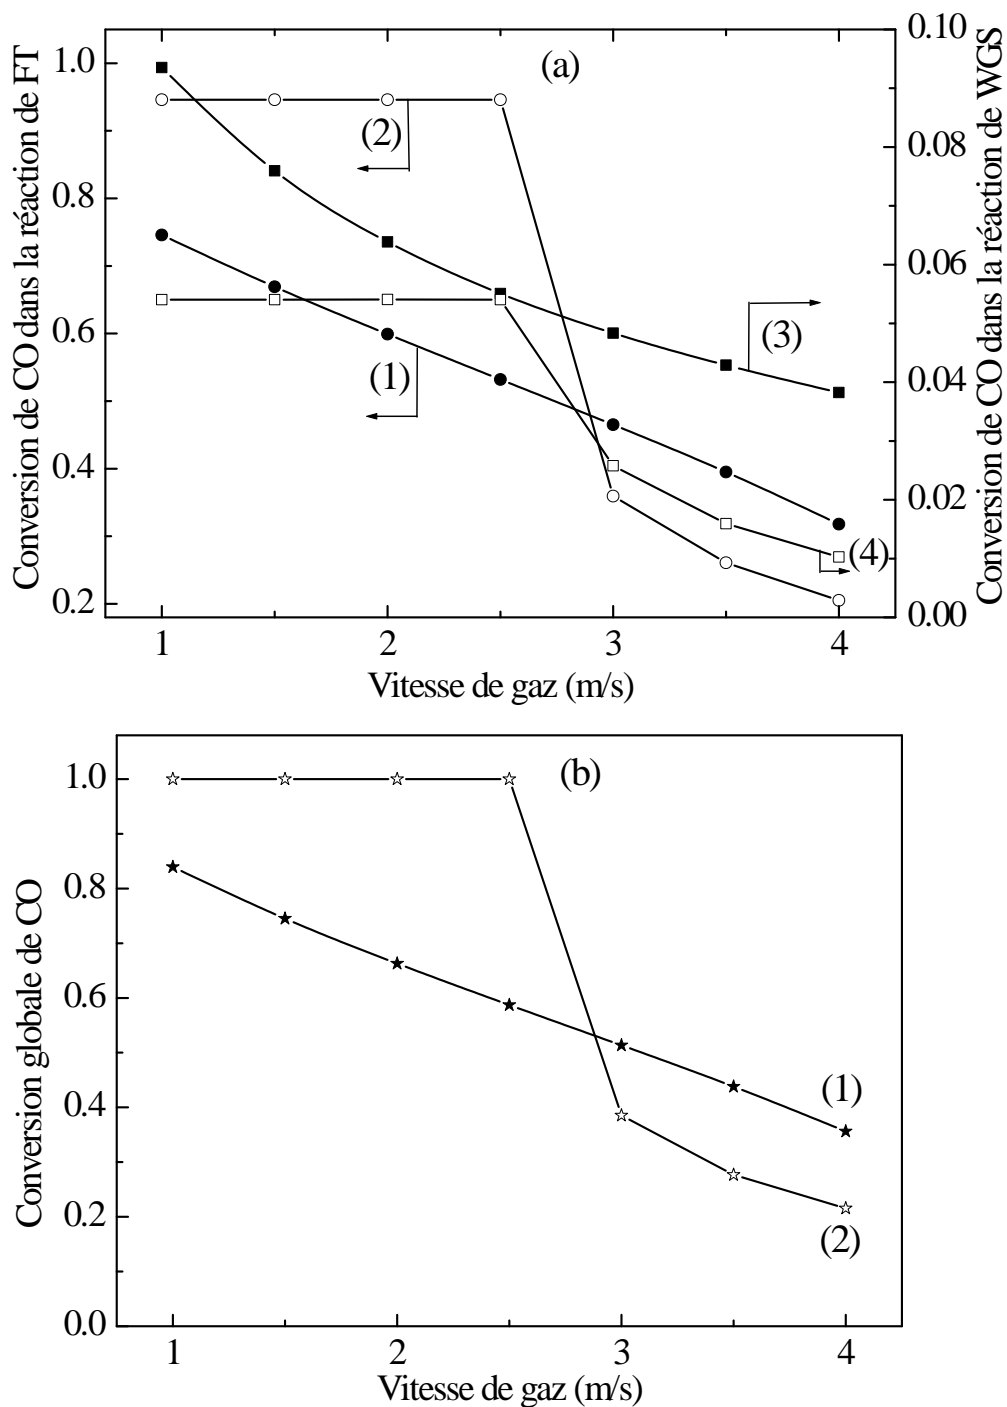 (a)
Conversion de CO dans la réaction de FT
1.0
0.8
0.6
0.4
0.2
0.10
0.08
0.06
0.04
0.02
0.00
Conversion de CO dans la réaction de WGS
(2)
(1)
(3)
(4)
1 2 3 4
Vitesse de gaz (m/s)
(b)
Conversion globale de CO
1.0
0.8
0.6
0.4
0.2
0.0
(1)
(2)
1 2 3 4
Vitesse de gaz (m/s)